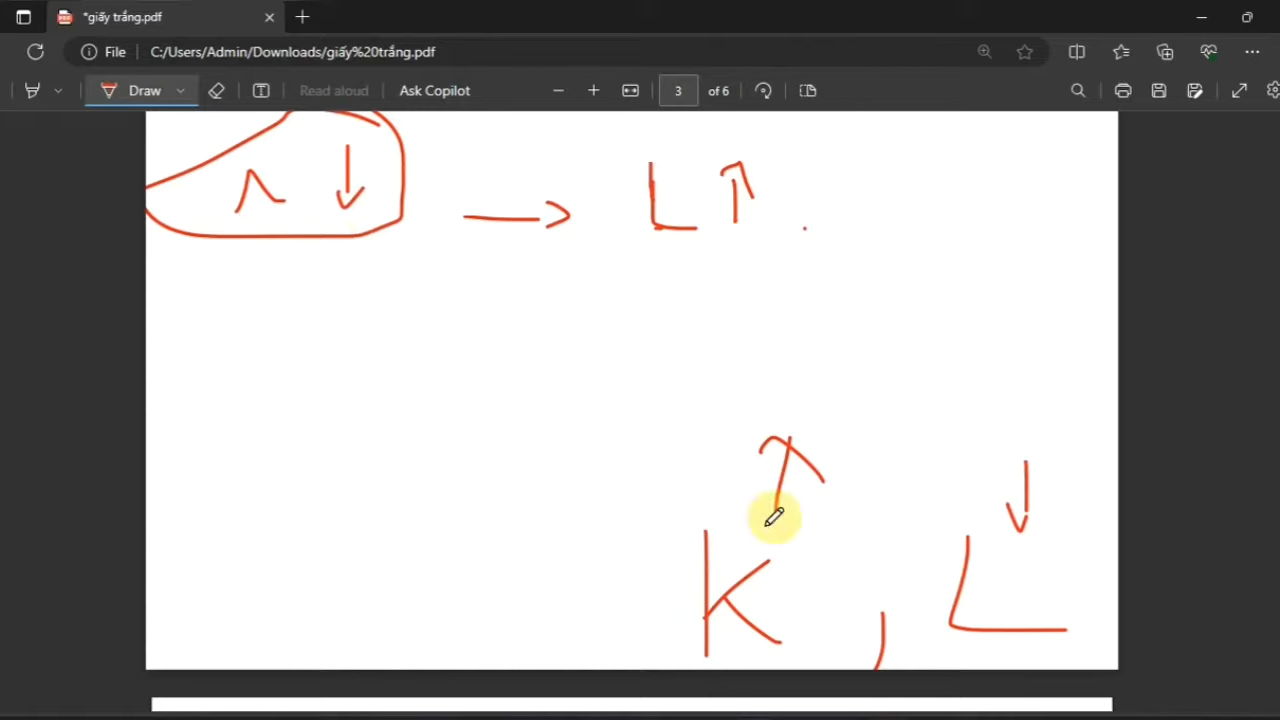 *giấy trắng.pdf
File C:/Users/Admin/Downloads/giấy%20trắng.pdf
Draw Read aloud Ask Copilot 3 of 6
↓ → L ↑ .
K ↑ , L ↓